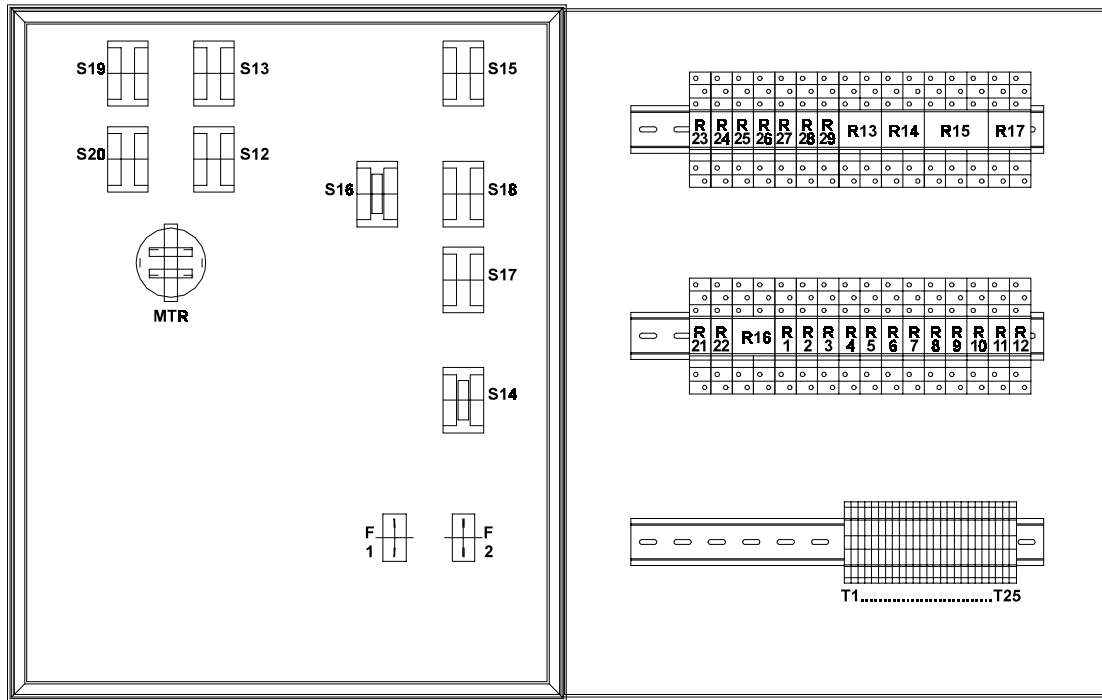 S19 S13 S15
S20 S12
S16 S18
S17
MTR
S14
F 1 F 2
R 23 R 24 R 25 R 26 R 27 R 28 R 29 R13 R14 R15 R17
R 21 R 22 R16 R 1 R 2 R 3 R 4 R 5 R 6 R 7 R 8 R 9 R 10 R 11 R 12
T1..............................T25